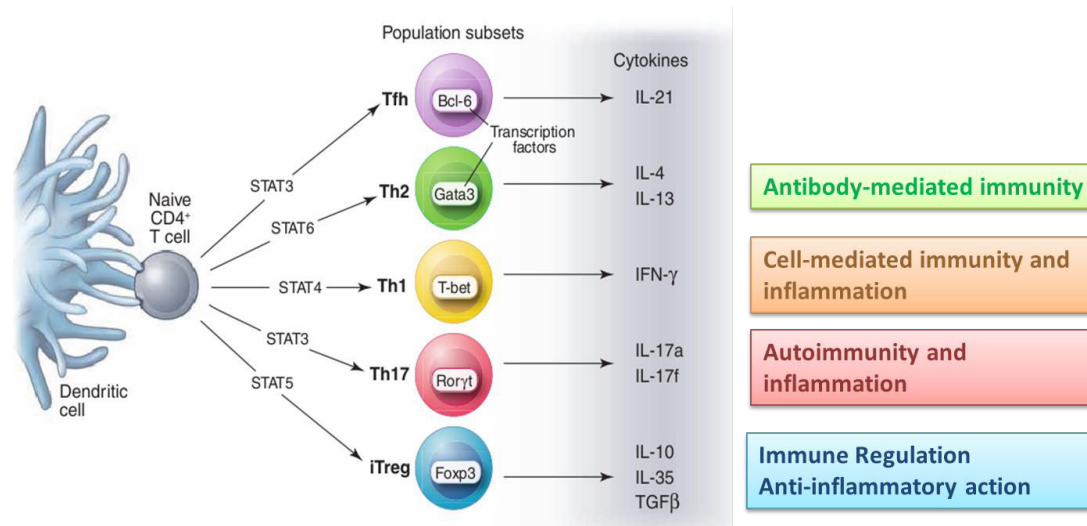 Population subsets
Cytokines
Tfh
Bcl-6
IL-21
Transcription
factors
STAT3
Th2
Gata3
IL-4
IL-13
Antibody-mediated immunity
Naive
CD4⁺
T cell
STAT6
STAT4
Th1
T-bet
IFN-γ
Cell-mediated immunity and
inflammation
STAT3
Th17
Rorγt
IL-17a
IL-17f
Autoimmunity and
inflammation
Dendritic
cell
STAT5
iTreg
Foxp3
IL-10
IL-35
TGFβ
Immune Regulation
Anti-inflammatory action